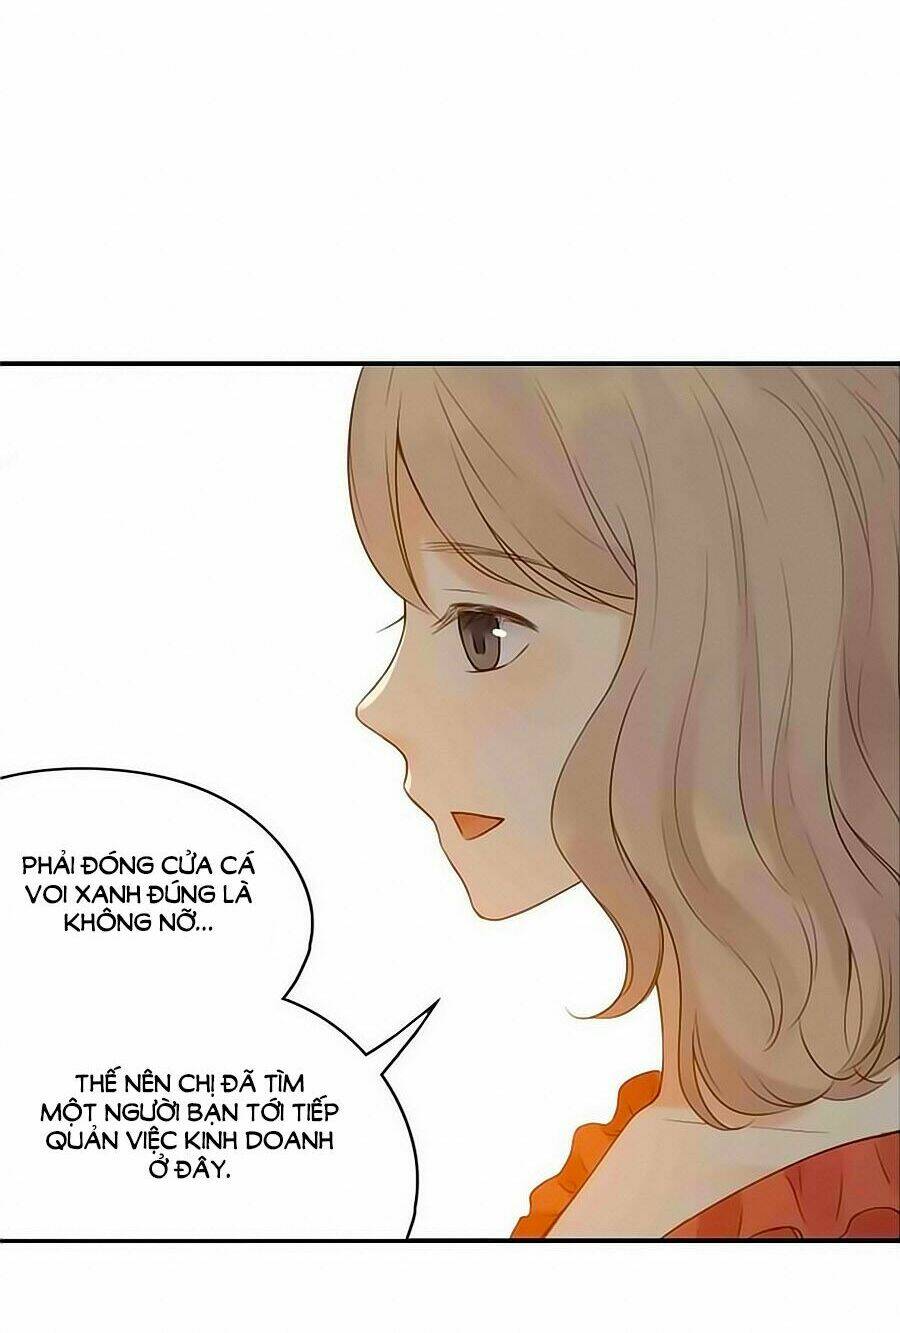 PHẢI ĐÓNG CỬA CÁ
VOI XANH ĐÚNG LÀ
KHÔNG NỠ...
THẾ NÊN CHỊ ĐÃ TÌM
MỘT NGƯỜI BẠN TỚI TIẾP
QUẢN VIỆC KINH DOANH
Ở ĐÂY.